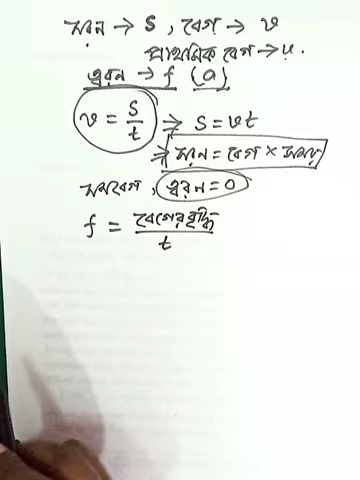 সরন → S, বেগ → v
প্রাথমিক বেগ → u.
ত্বরন → f (a)
v = S/t ⇒ S = vt
⇒ সরন = বেগ × সময়
সমবেগ, ত্বরন = 0
f = বেগের বৃদ্ধি/t